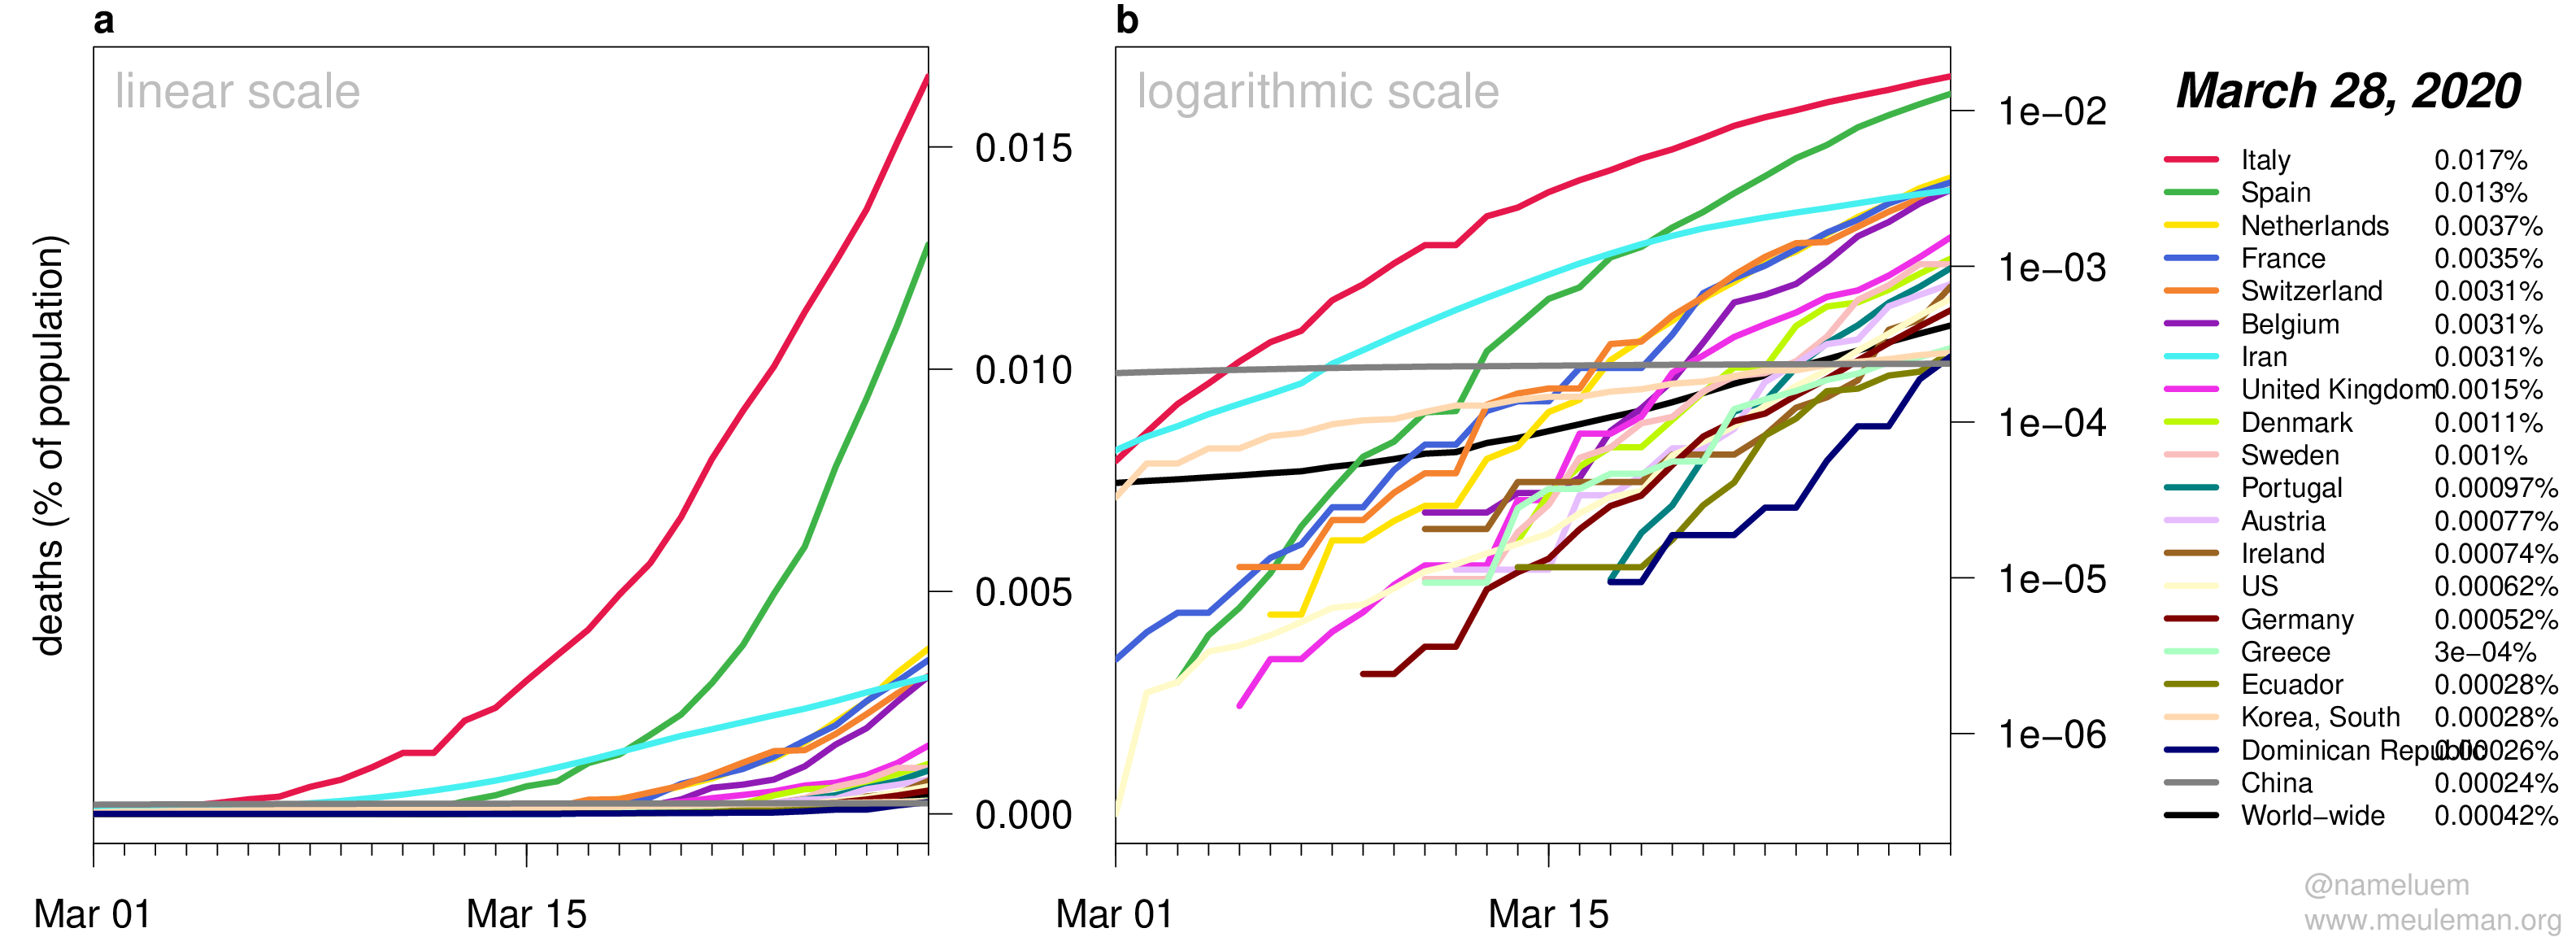 a
linear scale
deaths (% of population)
0.015
0.010
0.005
0.000
Mar 01
Mar 15
b
logarithmic scale
1e−02
1e−03
1e−04
1e−05
1e−06
Mar 01
Mar 15
March 28, 2020
Italy 0.017%
Spain 0.013%
Netherlands 0.0037%
France 0.0035%
Switzerland 0.0031%
Belgium 0.0031%
Iran 0.0031%
United Kingdom 0.0015%
Denmark 0.0011%
Sweden 0.001%
Portugal 0.00097%
Austria 0.00077%
Ireland 0.00074%
US 0.00062%
Germany 0.00052%
Greece 3e−04%
Ecuador 0.00028%
Korea, South 0.00028%
Dominican Republic 0.00026%
China 0.00024%
World−wide 0.00042%
@nameluem
www.meuleman.org